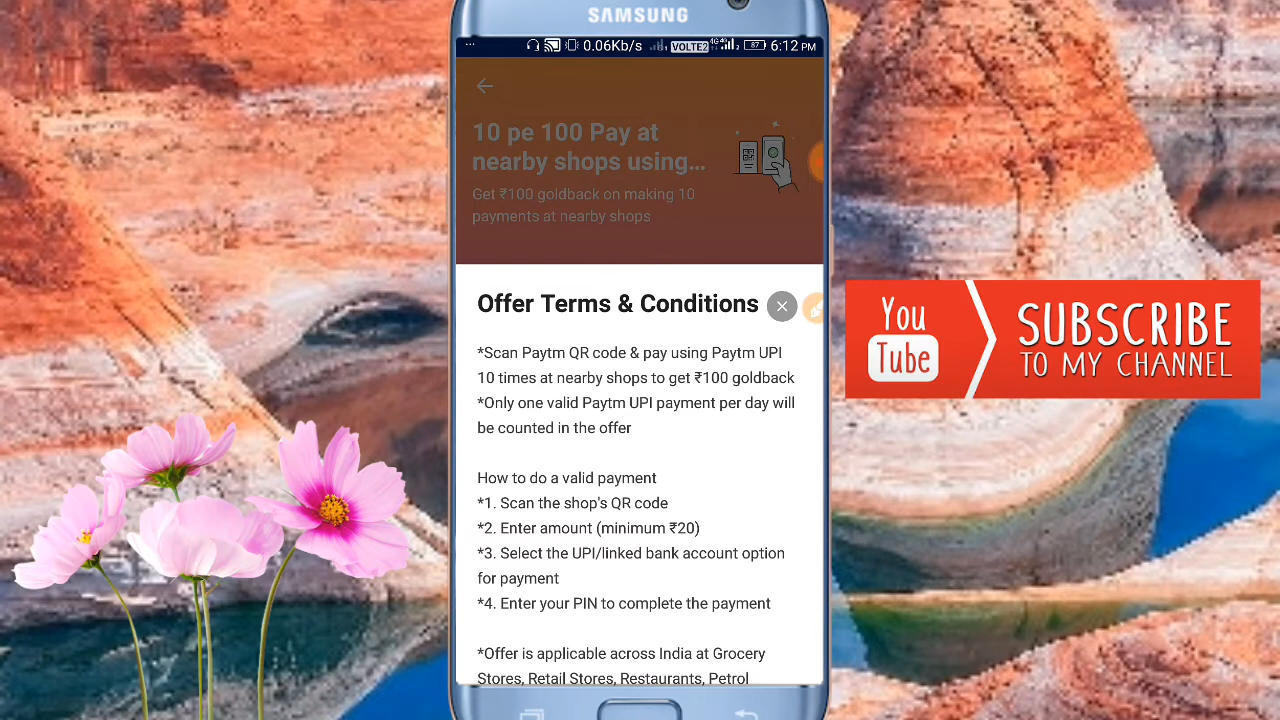 SAMSUNG
... 0.06Kb/s VOLTE2 4G 4G 87 6:12 PM
10 pe 100 Pay at
nearby shops using...
Get ₹100 goldback on making 10
payments at nearby shops
Offer Terms & Conditions
*Scan Paytm QR code & pay using Paytm UPI
10 times at nearby shops to get ₹100 goldback
*Only one valid Paytm UPI payment per day will
be counted in the offer
How to do a valid payment
*1. Scan the shop's QR code
*2. Enter amount (minimum ₹20)
*3. Select the UPI/linked bank account option
for payment
*4. Enter your PIN to complete the payment
*Offer is applicable across India at Grocery
Stores, Retail Stores, Restaurants, Petrol
You
Tube
SUBSCRIBE
TO MY CHANNEL